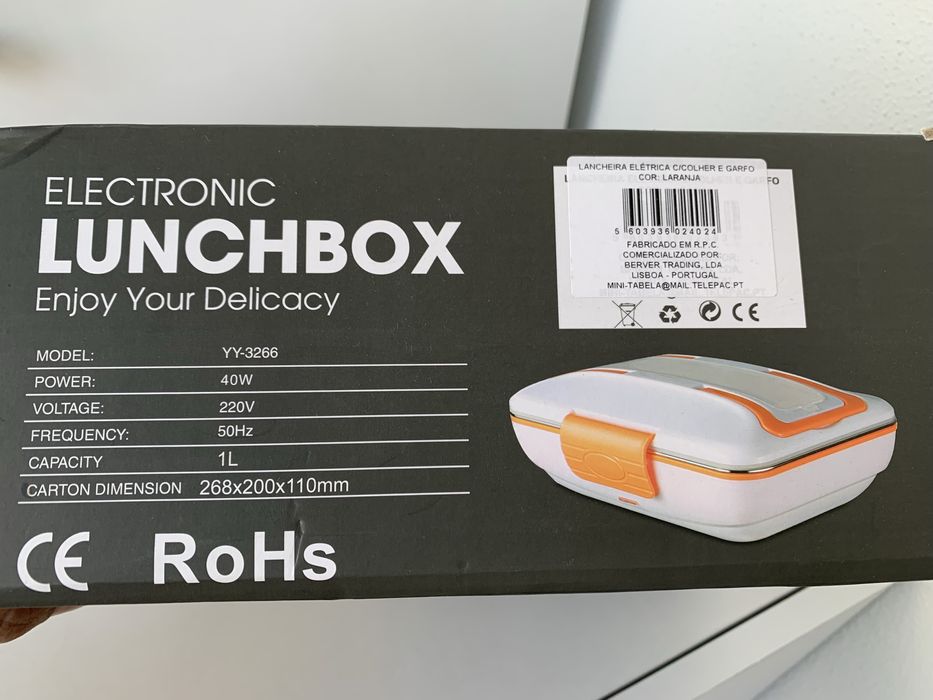 ELECTRONIC
LUNCHBOX
Enjoy Your Delicacy
MODEL: YY-3266
POWER: 40W
VOLTAGE: 220V
FREQUENCY: 50Hz
CAPACITY 1L
CARTON DIMENSION 268x200x110mm
CE RoHs
LANCHEIRA ELÉTRICA C/COLHER E GARFO
COR: LARANJA
5 603936 024024
FABRICADO EM R.P.C.
COMERCIALIZADO POR:
BERVER TRADING, LDA
LISBOA - PORTUGAL
MINI-TABELA@MAIL.TELEPAC.PT
CE